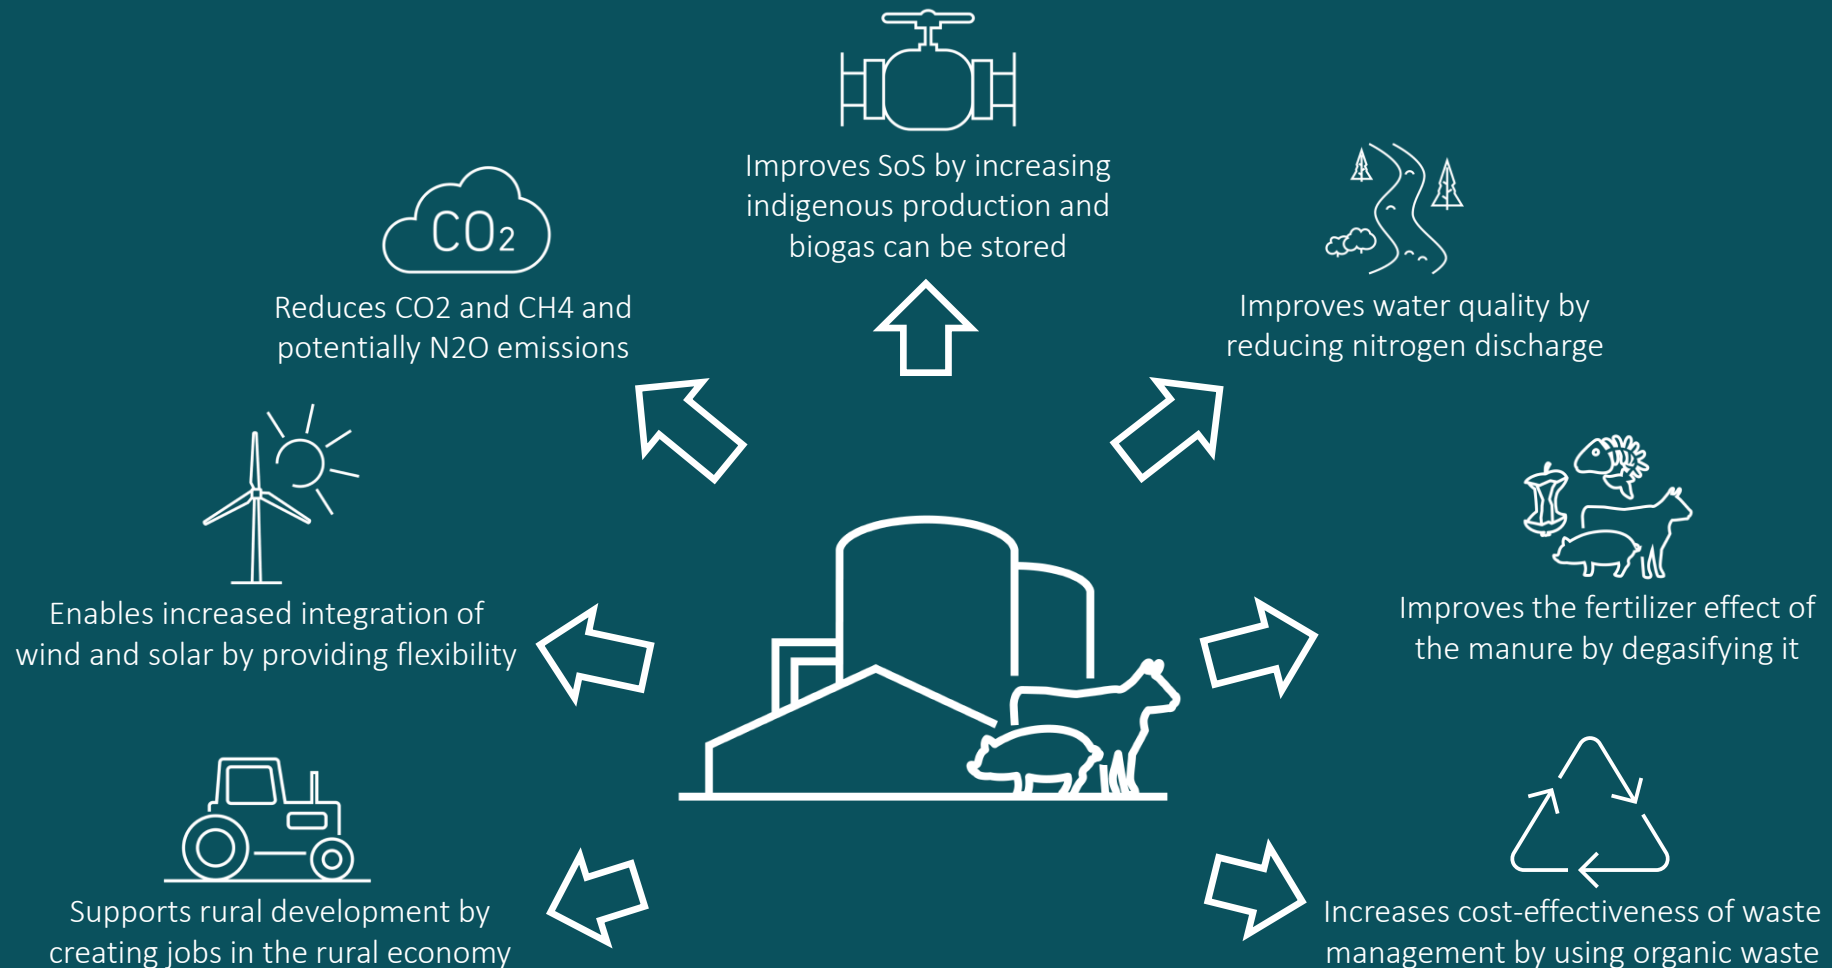 Improves SoS by increasing
indigenous production and
biogas can be stored
CO2
Reduces CO2 and CH4 and
potentially N2O emissions
Improves water quality by
reducing nitrogen discharge
Enables increased integration of
wind and solar by providing flexibility
Improves the fertilizer effect of
the manure by degasifying it
Supports rural development by
creating jobs in the rural economy
Increases cost-effectiveness of waste
management by using organic waste